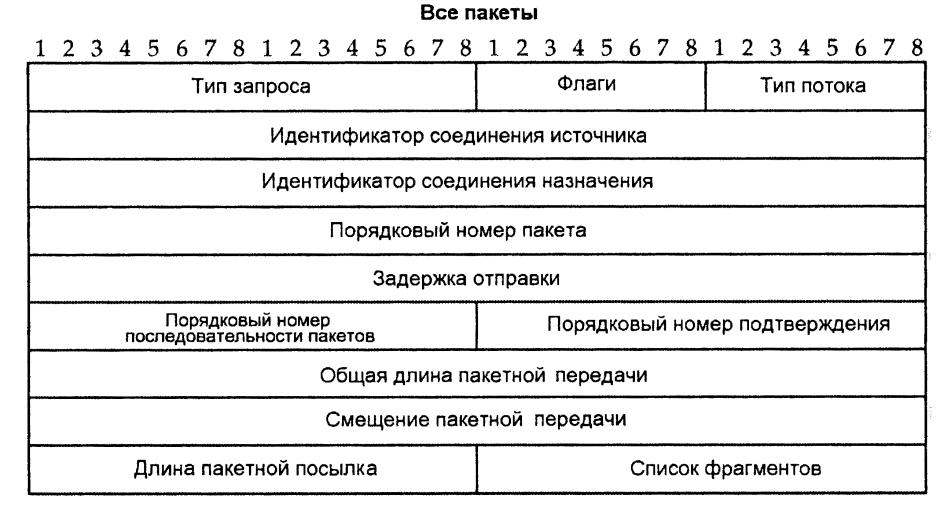 Все пакеты
1 2 3 4 5 6 7 8 1 2 3 4 5 6 7 8 1 2 3 4 5 6 7 8 1 2 3 4 5 6 7 8
Тип запроса Флаги Тип потока
Идентификатор соединения источника
Идентификатор соединения назначения
Порядковый номер пакета
Задержка отправки
Порядковый номер
последовательности пакетов
Порядковый номер подтверждения
Общая длина пакетной передачи
Смещение пакетной передачи
Длина пакетной посылка Список фрагментов